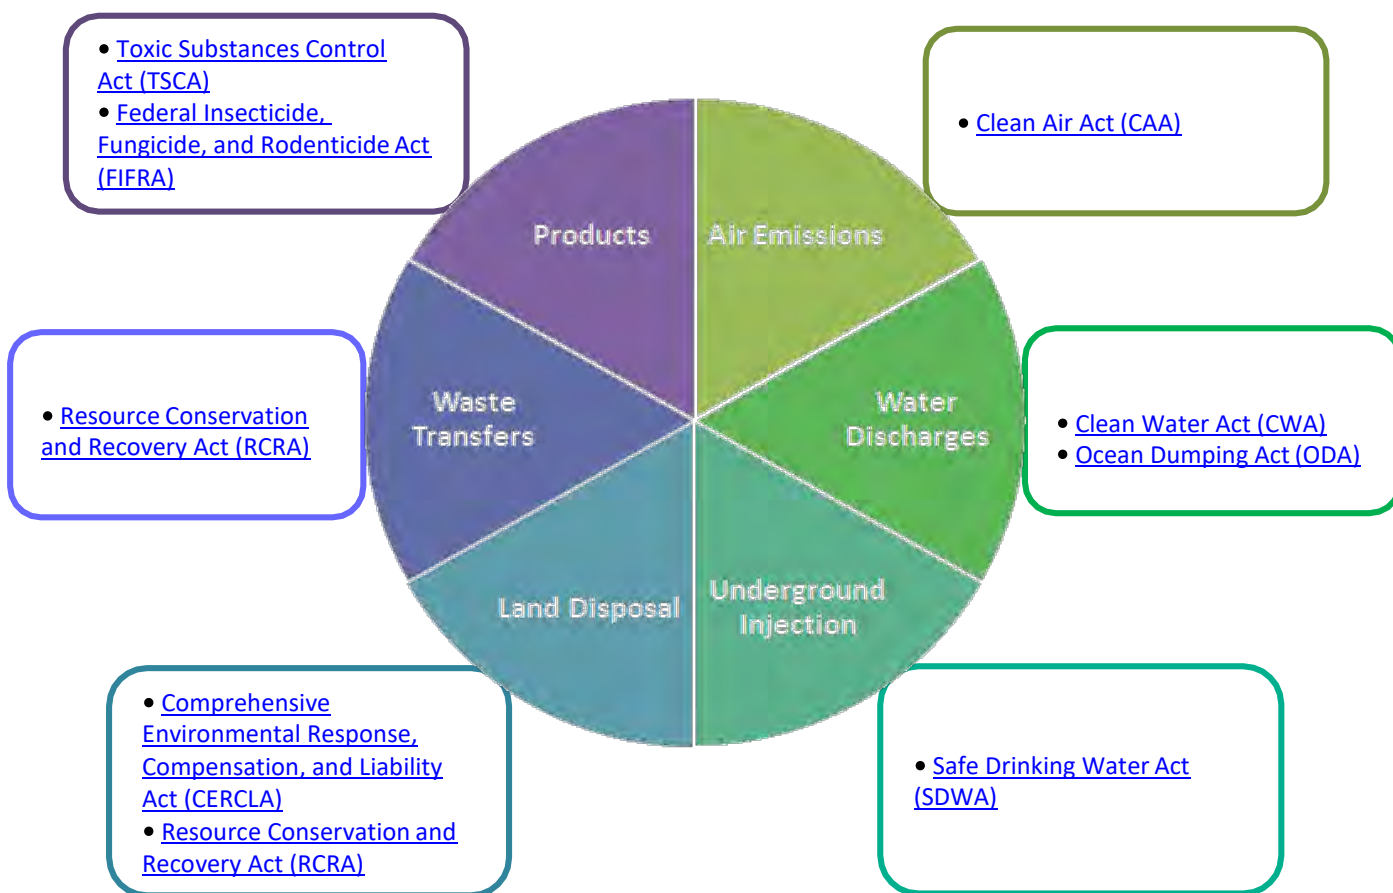 • Toxic Substances Control
Act (TSCA)
• Federal Insecticide,
Fungicide, and Rodenticide Act
(FIFRA)
• Clean Air Act (CAA)
Products
Air Emissions
• Resource Conservation
and Recovery Act (RCRA)
Waste
Transfers
Water
Discharges
• Clean Water Act (CWA)
• Ocean Dumping Act (ODA)
Land Disposal
Underground
Injection
• Comprehensive
Environmental Response,
Compensation, and Liability
Act (CERCLA)
• Resource Conservation and
Recovery Act (RCRA)
• Safe Drinking Water Act
(SDWA)